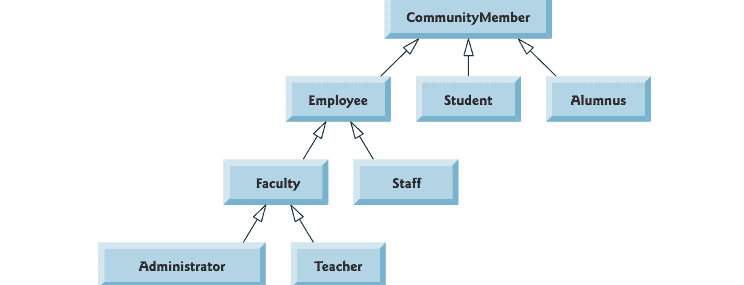 CommunityMember
Employee
Student
Alumnus
Faculty
Staff
Administrator
Teacher